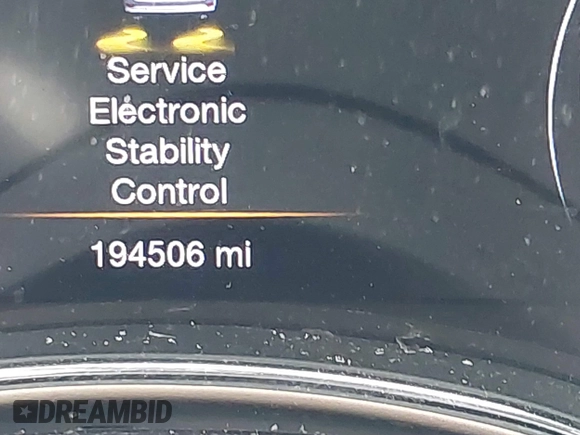 Service
Electronic
Stability
Control
194506 mi
DREAMBID